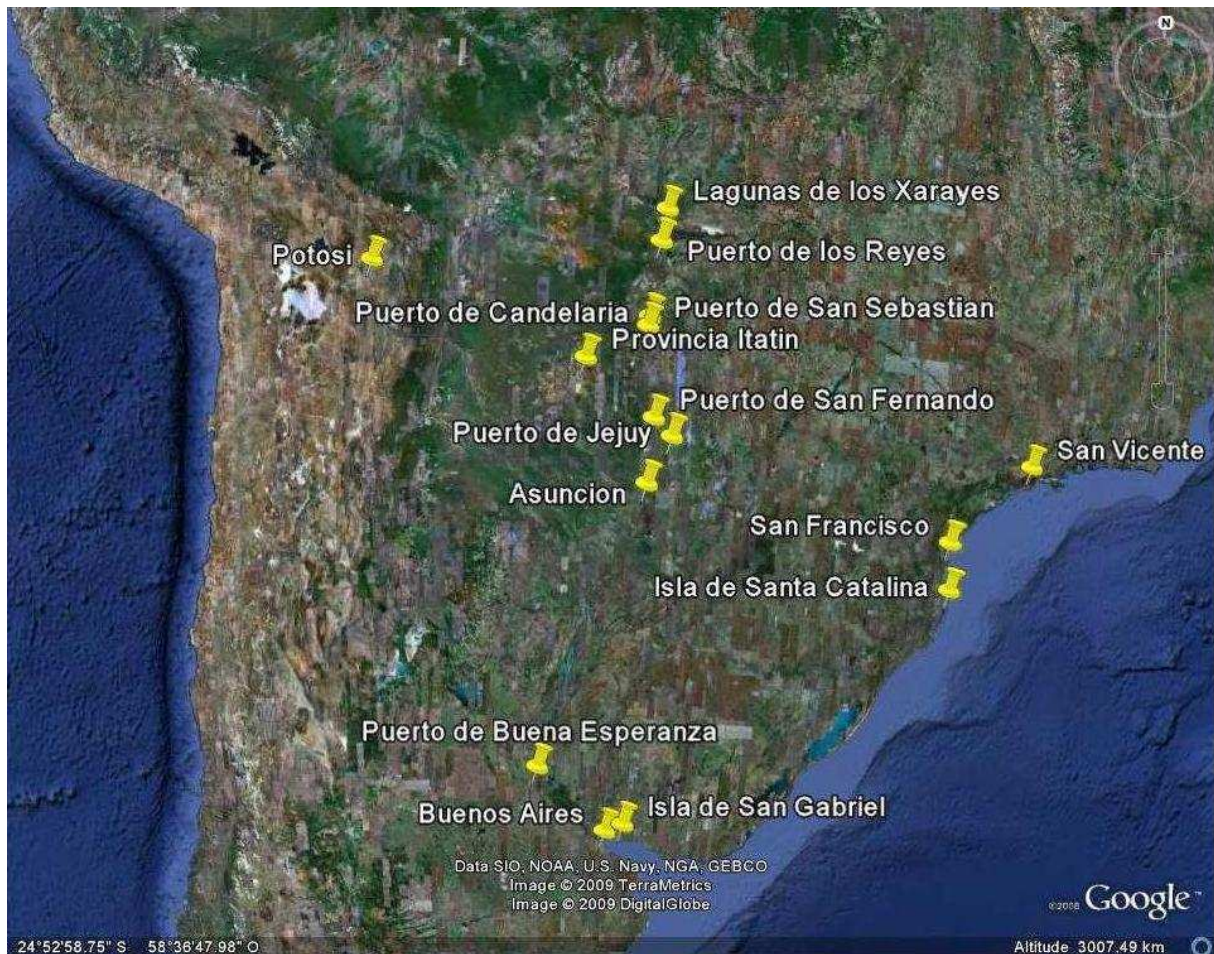 N
Lagunas de los Xarayes
Potosi
Puerto de los Reyes
Puerto de Candelaria
Puerto de San Sebastian
Provincia Itatin
Puerto de San Fernando
Puerto de Jejuy
San Vicente
Asuncion
San Francisco
Isla de Santa Catalina
Puerto de Buena Esperanza
Buenos Aires
Isla de San Gabriel
Data SIO, NOAA, U.S. Navy, NGA, GEBCO
Image © 2009 TerraMetrics
Image © 2009 DigitalGlobe
©2008 Google™
24°52'58.75" S 58°36'47.98" O
Altitude 3007.49 km